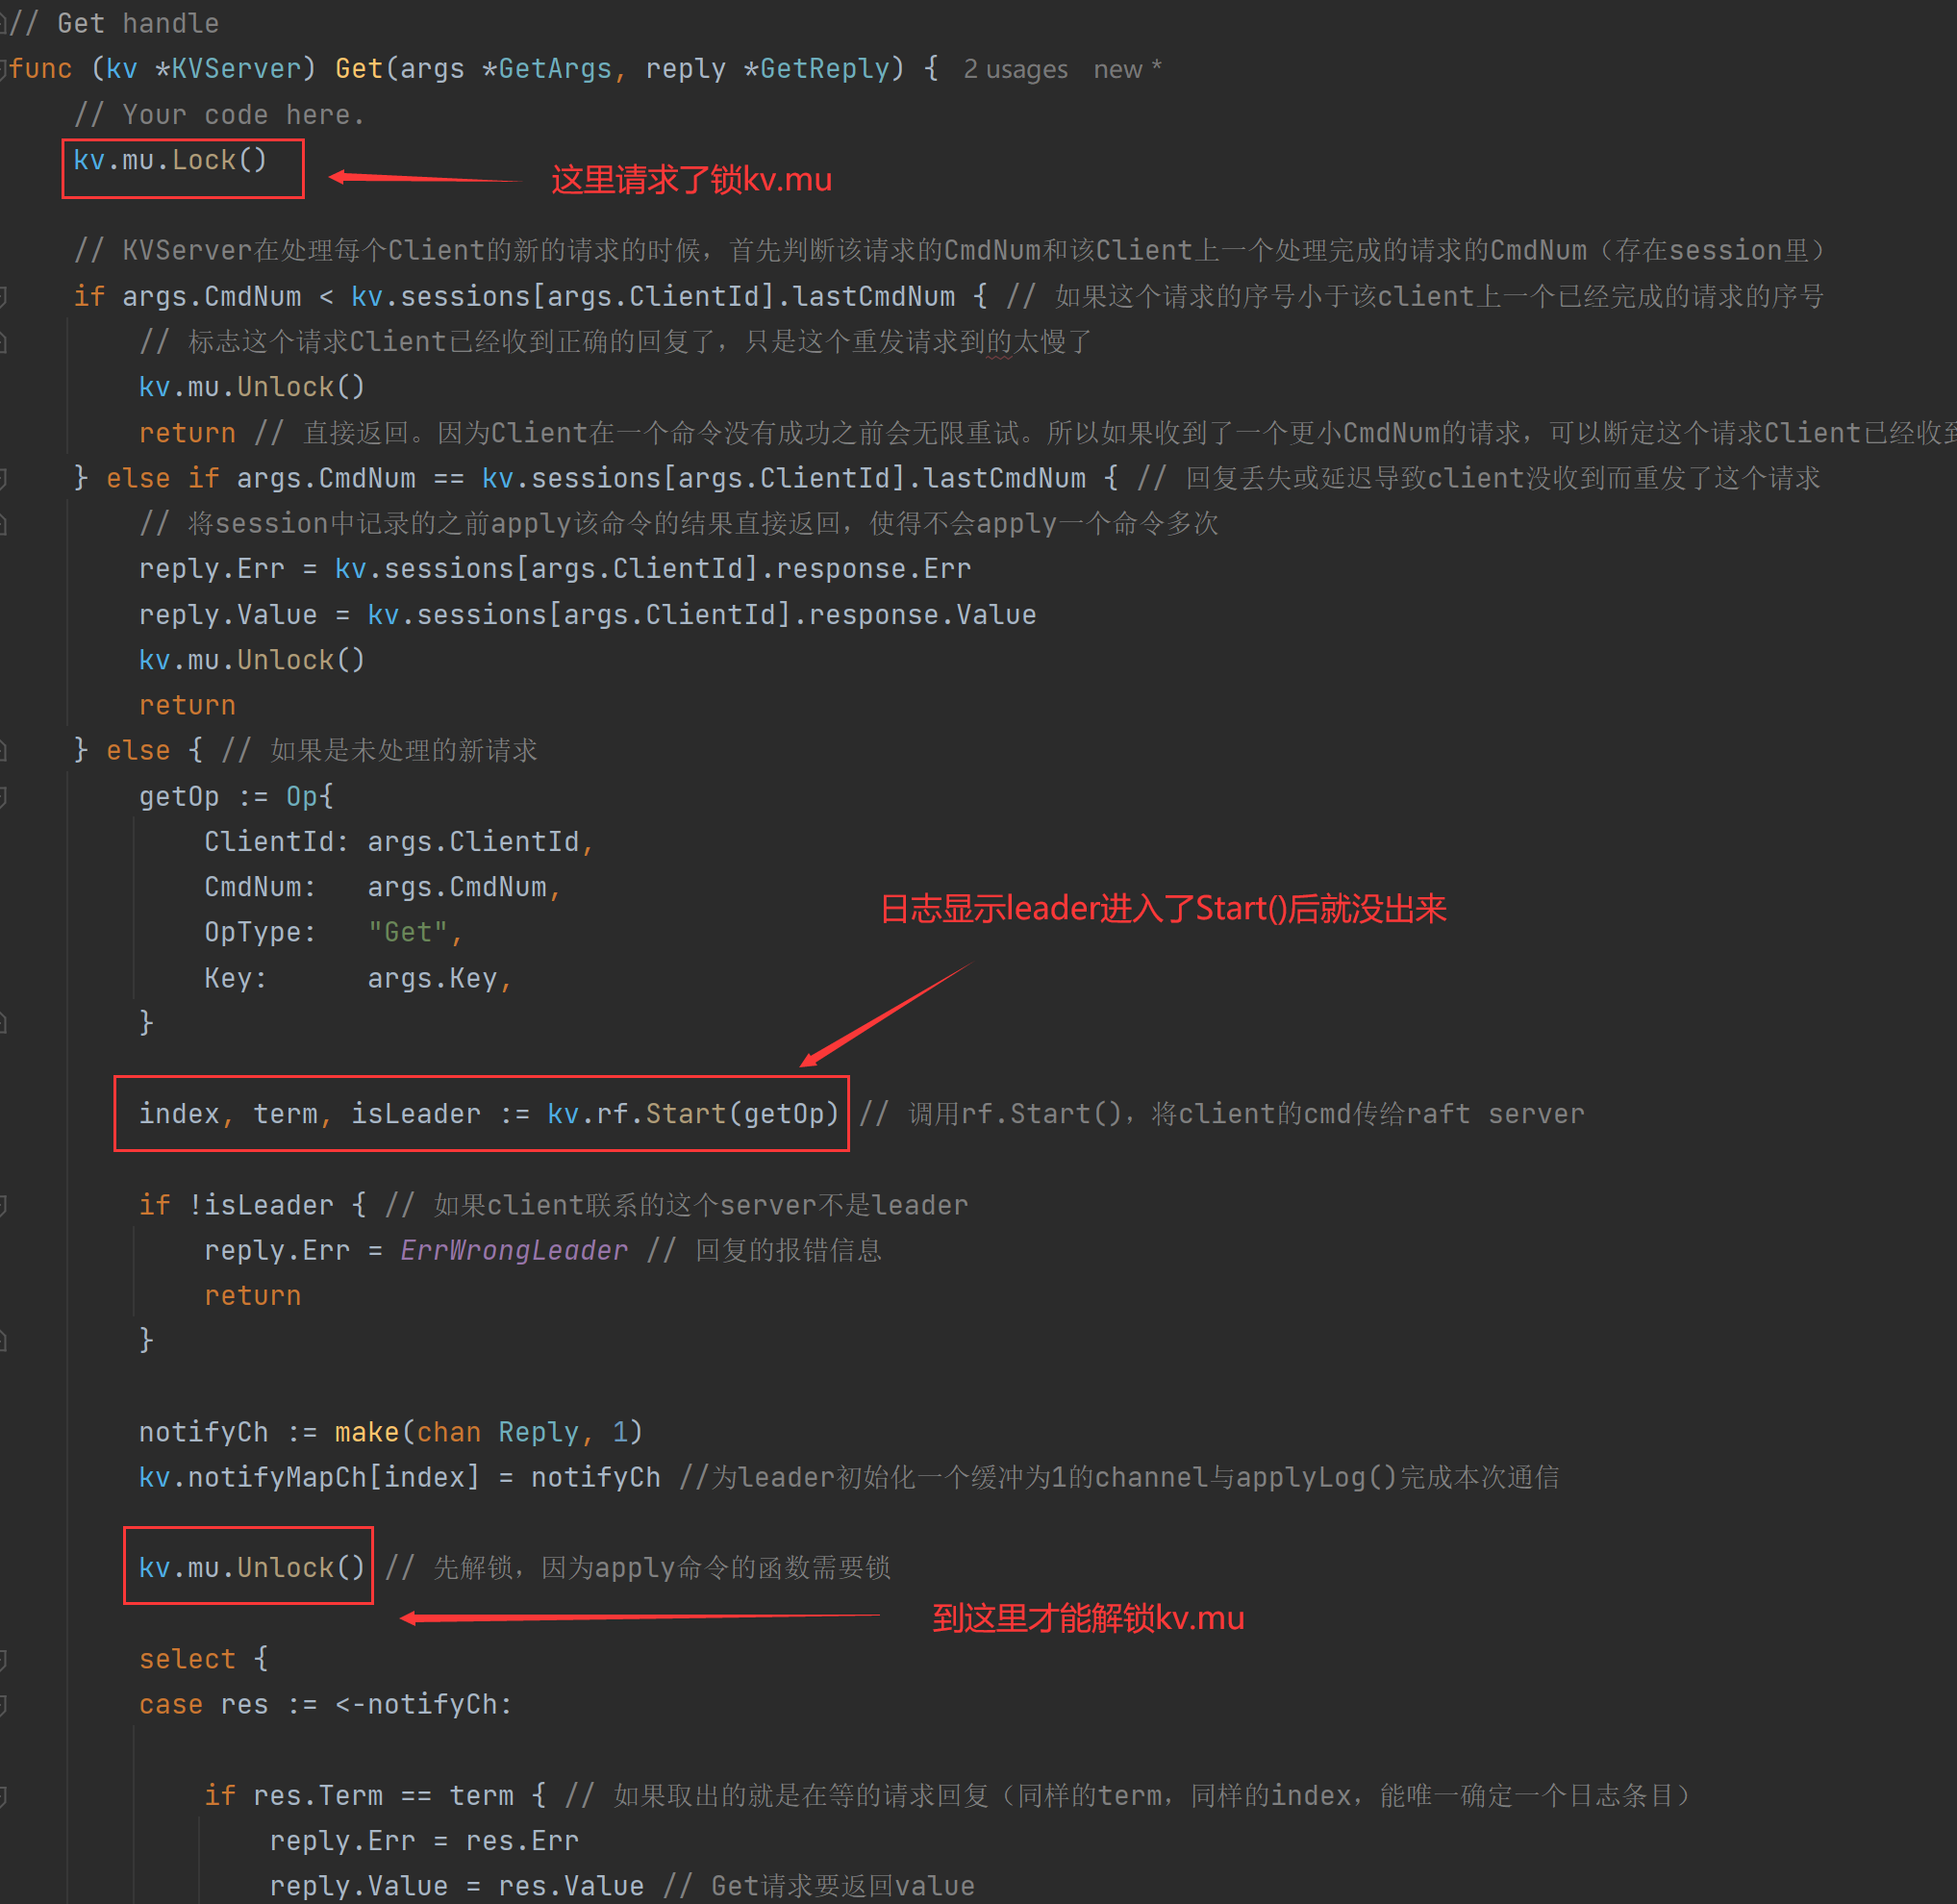 // Get handle
func (kv *KVServer) Get(args *GetArgs, reply *GetReply) { 2 usages new *
// Your code here.
kv.mu.Lock()
这里请求了锁kv.mu
// KVServer在处理每个Client的新的请求的时候，首先判断该请求的CmdNum和该Client上一个处理完成的请求的CmdNum（存在session里）
if args.CmdNum < kv.sessions[args.ClientId].lastCmdNum { // 如果这个请求的序号小于该client上一个已经完成的请求的序号
// 标志这个请求Client已经收到正确的回复了，只是这个重发请求到的太慢了
kv.mu.Unlock()
return // 直接返回。因为Client在一个命令没有成功之前会无限重试。所以如果收到了一个更小CmdNum的请求，可以断定这个请求Client已经收到
} else if args.CmdNum == kv.sessions[args.ClientId].lastCmdNum { // 回复丢失或延迟导致client没收到而重发了这个请求
// 将session中记录的之前apply该命令的结果直接返回，使得不会apply一个命令多次
reply.Err = kv.sessions[args.ClientId].response.Err
reply.Value = kv.sessions[args.ClientId].response.Value
kv.mu.Unlock()
return
} else { // 如果是未处理的新请求
getOp := Op{
ClientId: args.ClientId,
CmdNum: args.CmdNum,
日志显示leader进入了Start()后就没出来
OpType: "Get",
Key: args.Key,
}
index, term, isLeader := kv.rf.Start(getOp) // 调用rf.Start()，将client的cmd传给raft server
if !isLeader { // 如果client联系的这个server不是leader
reply.Err = ErrWrongLeader // 回复的报错信息
return
}
notifyCh := make(chan Reply, 1)
kv.notifyMapCh[index] = notifyCh //为leader初始化一个缓冲为1的channel与applyLog()完成本次通信
kv.mu.Unlock() // 先解锁，因为apply命令的函数需要锁
到这里才能解锁kv.mu
select {
case res := <-notifyCh:
if res.Term == term { // 如果取出的就是在等的请求回复（同样的term，同样的index，能唯一确定一个日志条目）
reply.Err = res.Err
reply.Value = res.Value // Get请求要返回value